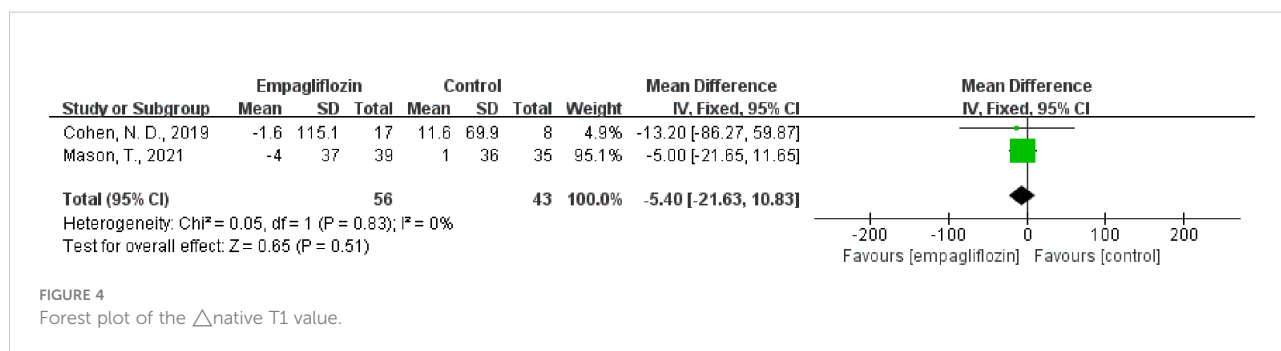 Empagliflozin Control Mean Difference Mean Difference
Study or Subgroup Mean SD Total Mean SD Total Weight IV, Fixed, 95% CI IV, Fixed, 95% CI
Cohen, N. D., 2019 -1.6 115.1 17 11.6 69.9 8 4.9% -13.20 [-86.27, 59.87]
Mason, T., 2021 -4 37 39 1 36 35 95.1% -5.00 [-21.65, 11.65]
Total (95% CI) 56 43 100.0% -5.40 [-21.63, 10.83]
Heterogeneity: Chi² = 0.05, df = 1 (P = 0.83); I² = 0%
Test for overall effect: Z = 0.65 (P = 0.51)
-200 -100 0 100 200
Favours [empagliflozin] Favours [control]
FIGURE 4
Forest plot of the △native T1 value.